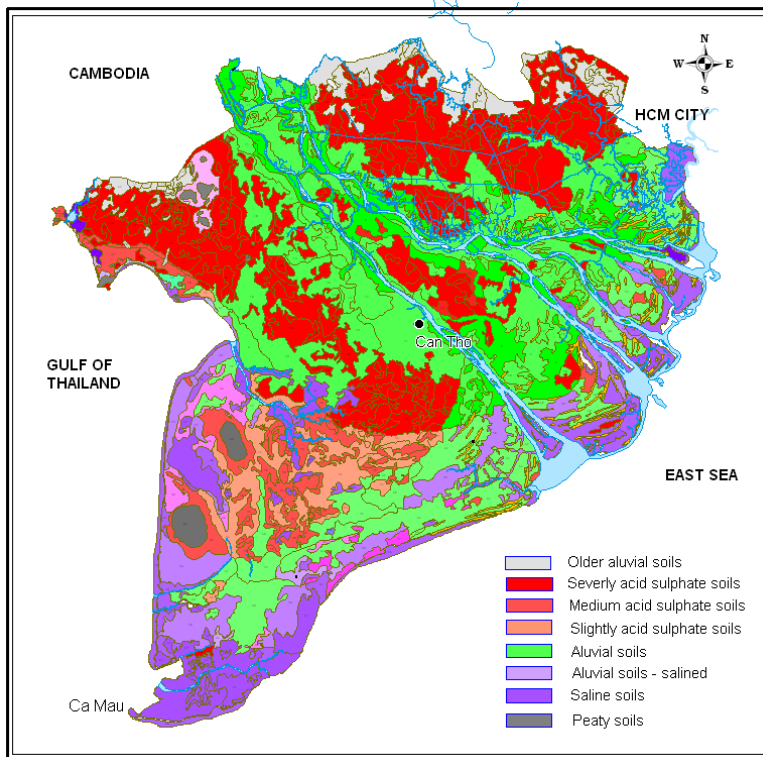 CAMBODIA
N
W E
S
HCM CITY
Can Tho
GULF OF
THAILAND
EAST SEA
Older aluvial soils
Severly acid sulphate soils
Medium acid sulphate soils
Slightly acid sulphate soils
Aluvial soils
Aluvial soils - salined
Saline soils
Peaty soils
Ca Mau